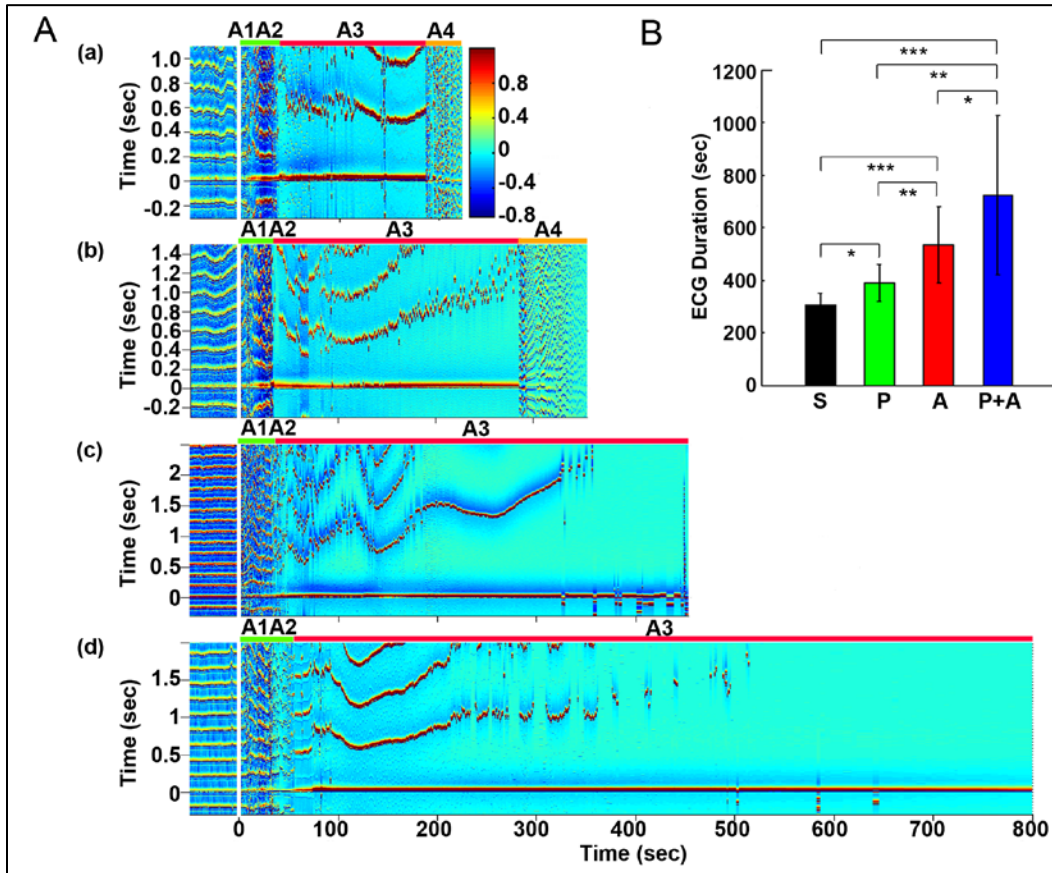 A
A1A2 A3 A4
(a)
1.0
0.8
0.6
0.4
0.2
0
-0.2
Time (sec)
0.8
0.4
0
-0.4
-0.8
A1A2 A3 A4
(b)
1.4
1.2
1.0
0.8
0.6
0.4
0.2
0
-0.2
Time (sec)
A1A2 A3
(c)
2
1.5
1
0.5
0
Time (sec)
A1A2 A3
(d)
1.5
1
0.5
0
Time (sec)
0 100 200 300 400 500 600 700 800
Time (sec)
B
1200
1000
800
600
400
200
0
ECG Duration (sec)
***
**
*
***
**
*
S P A P+A